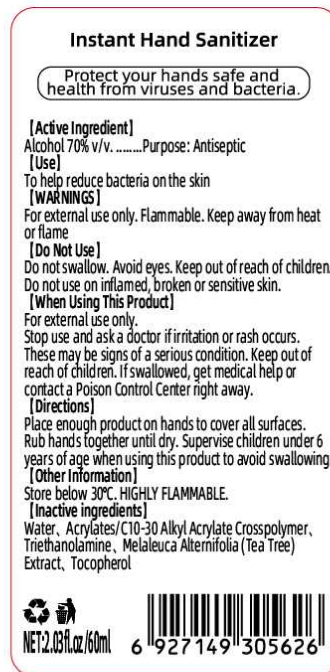 Instant Hand Sanitizer
Protect your hands safe and
health from viruses and bacteria.
【Active Ingredient】
Alcohol 70% v/v. ........Purpose: Antiseptic
【Use】
To help reduce bacteria on the skin
【WARNINGS】
For external use only. Flammable. Keep away from heat
or flame
【Do Not Use】
Do not swallow. Avoid eyes. Keep out of reach of children.
Do not use on inflamed, broken or sensitive skin.
【When Using This Product】
For external use only.
Stop use and ask a doctor if irritation or rash occurs.
These may be signs of a serious condition. Keep out of
reach of children. If swallowed, get medical help or
contact a Poison Control Center right away.
【Directions】
Place enough product on hands to cover all surfaces.
Rub hands together until dry. Supervise children under 6
years of age when using this product to avoid swallowing
【Other Information】
Store below 30℃. HIGHLY FLAMMABLE.
【Inactive ingredients】
Water、Acrylates/C10-30 Alkyl Acrylate Crosspolymer、
Triethanolamine、Melaleuca Alternifolia (Tea Tree)
Extract、Tocopherol
NET:2.03fl.oz/60ml
6 927149 305626